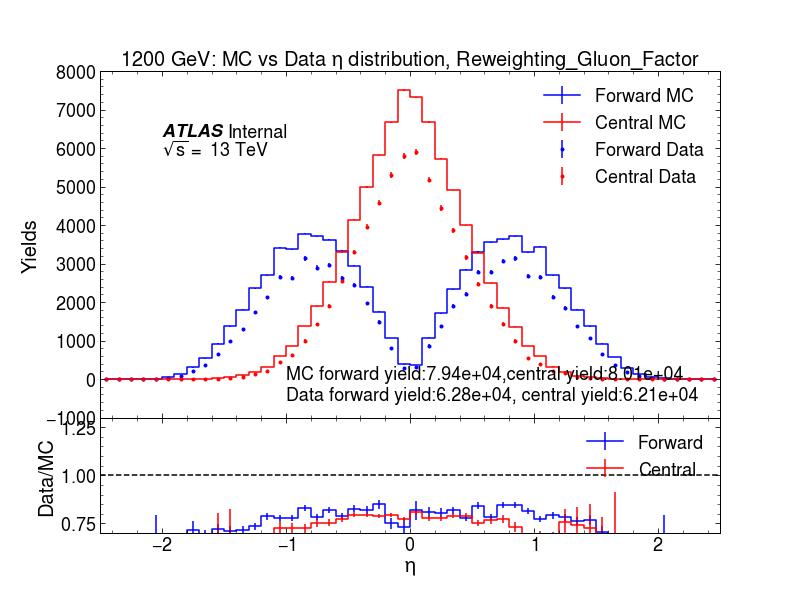 1200 GeV: MC vs Data η distribution, Reweighting_Gluon_Factor
8000
7000
6000
5000
4000
3000
2000
1000
0
−1000
Yields
ATLAS Internal
√s = 13 TeV
Forward MC
Central MC
Forward Data
Central Data
MC forward yield:7.94e+04,central yield:8.01e+04
Data forward yield:6.28e+04, central yield:6.21e+04
1.25
1.00
0.75
Data/MC
Forward
Central
−2 −1 0 1 2
η